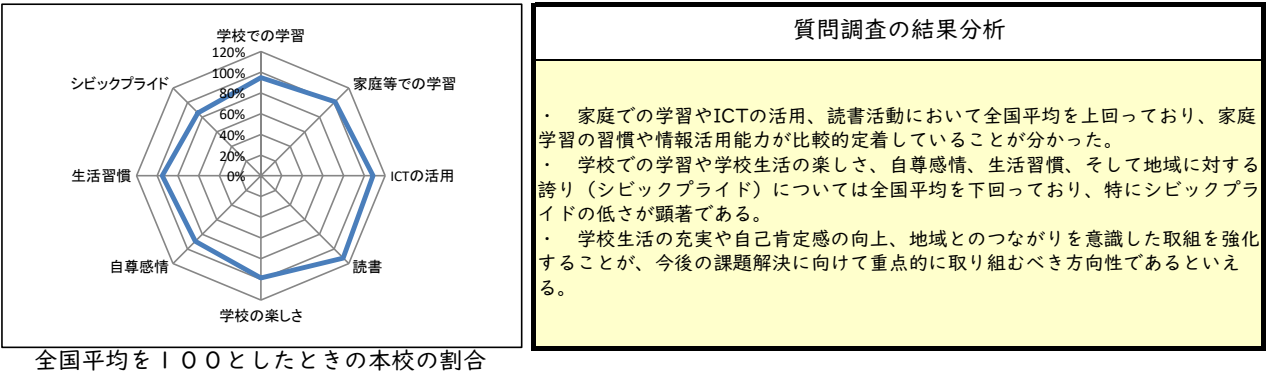 学校での学習
120%
100%
80%
60%
40%
20%
0%
家庭等での学習
ICTの活用
読書
学校の楽しさ
自尊感情
生活習慣
シビックプライド
全国平均を１００としたときの本校の割合
質問調査の結果分析
・　家庭での学習やICTの活用、読書活動において全国平均を上回っており、家庭
学習の習慣や情報活用能力が比較的定着していることが分かった。
・　学校での学習や学校生活の楽しさ、自尊感情、生活習慣、そして地域に対する
誇り（シビックプライド）については全国平均を下回っており、特にシビックプラ
イドの低さが顕著である。
・　学校生活の充実や自己肯定感の向上、地域とのつながりを意識した取組を強化
することが、今後の課題解決に向けて重点的に取り組むべき方向性であるといえ
る。